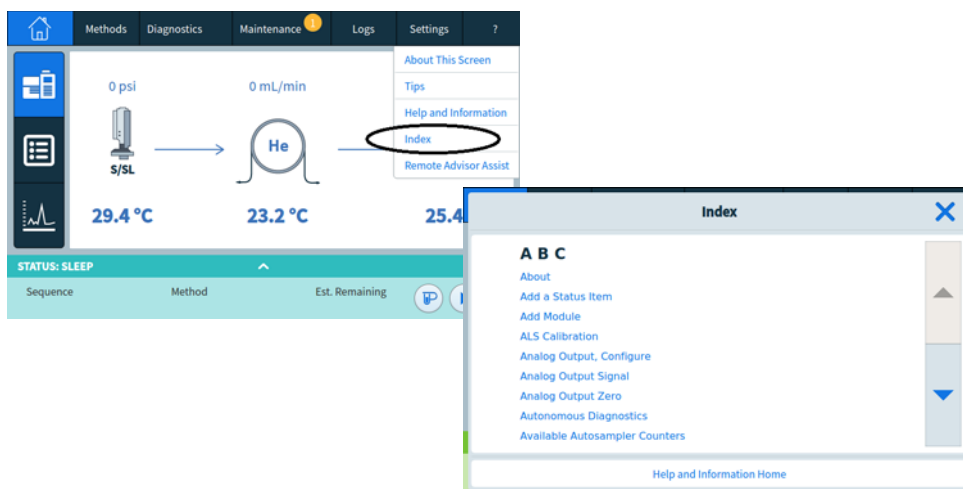 Methods Diagnostics Maintenance 1 Logs Settings ?
About This Screen
0 psi 0 mL/min Tips
Help and Information
He Index
S/SL Remote Advisor Assist
29.4 °C 23.2 °C 25.4
STATUS: SLEEP
Sequence Method Est. Remaining
Index
A B C
About
Add a Status Item
Add Module
ALS Calibration
Analog Output, Configure
Analog Output Signal
Analog Output Zero
Autonomous Diagnostics
Available Autosampler Counters
Help and Information Home